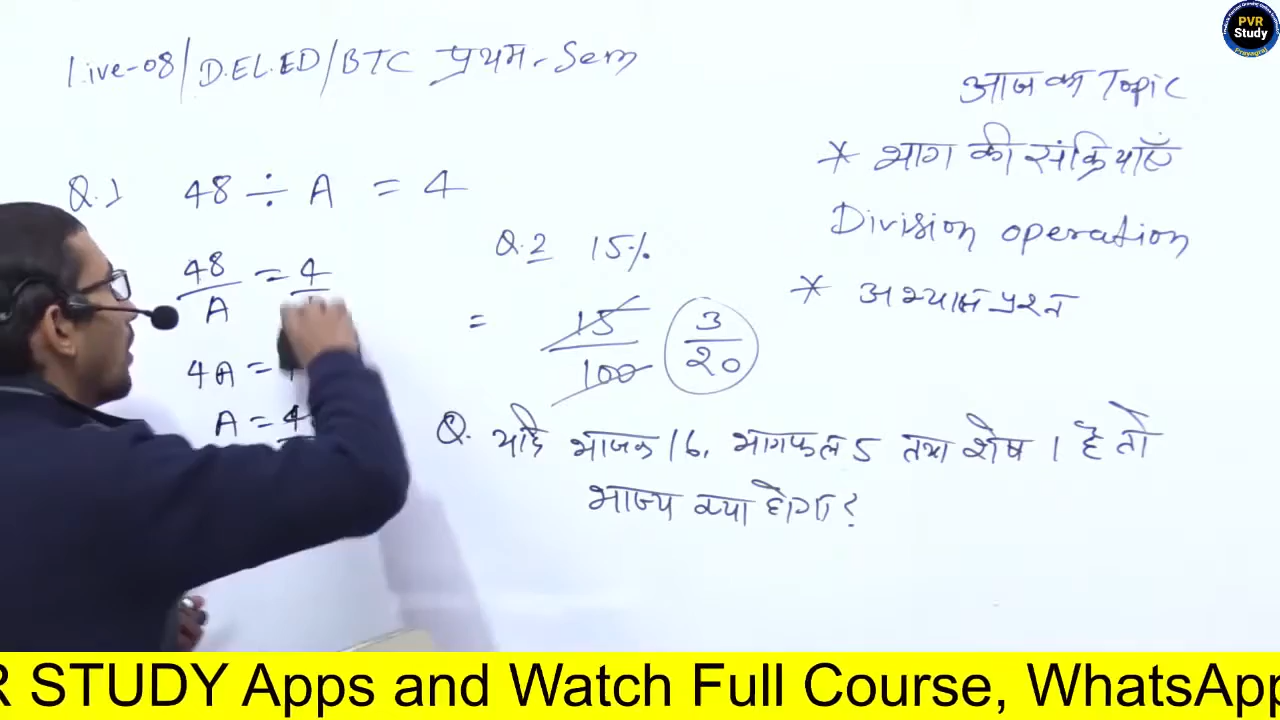 Live-08/D.EL.ED/BTC प्रथम-Sem
PVR
Study
Prayagraj
आज का Topic
* भाग की संक्रियाएँ
Division operation
* अभ्यास प्रश्न
Q.1 48 ÷ A = 4
48/A = 4/
4A =
A = 4
Q.2 15%
= 15/100 3/20
Q. यदि भाजक 16, भागफल 5 तथा शेष 1 है तो
भाज्य क्या होगा?
R STUDY Apps and Watch Full Course, WhatsApp